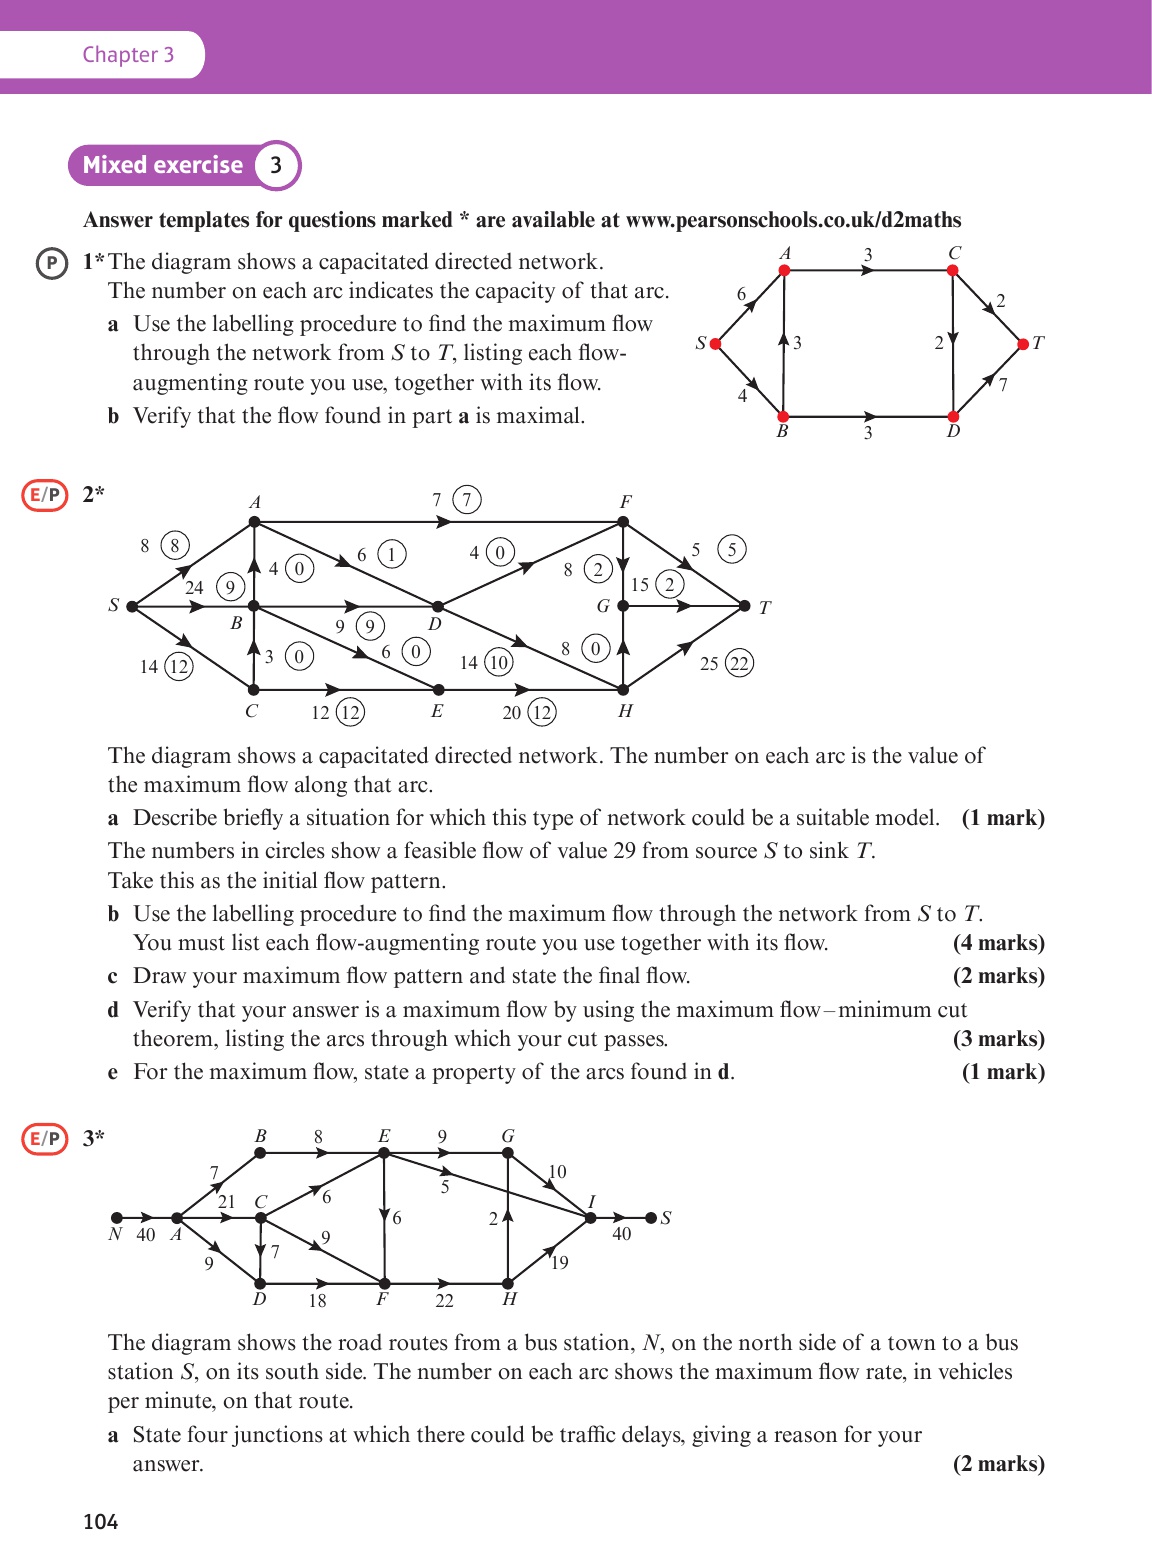 Chapter 3
Mixed exercise 3
Answer templates for questions marked * are available at www.pearsonschools.co.uk/d2maths
P 1* The diagram shows a capacitated directed network.
The number on each arc indicates the capacity of that arc.
a Use the labelling procedure to find the maximum flow
through the network from S to T, listing each flow-
augmenting route you use, together with its flow.
b Verify that the flow found in part a is maximal.
A 3 C
6 2
S 3 2 T
4 7
B 3 D
E/P 2*
A 7 7 F
8 8 6 1 4 0 5 5
24 9 4 0 8 2 15 2
S B 9 9 D G T
14 12 3 0 6 0 14 10 8 0 25 22
C 12 12 E 20 12 H
The diagram shows a capacitated directed network. The number on each arc is the value of
the maximum flow along that arc.
a Describe briefly a situation for which this type of network could be a suitable model. (1 mark)
The numbers in circles show a feasible flow of value 29 from source S to sink T.
Take this as the initial flow pattern.
b Use the labelling procedure to find the maximum flow through the network from S to T.
You must list each flow-augmenting route you use together with its flow. (4 marks)
c Draw your maximum flow pattern and state the final flow. (2 marks)
d Verify that your answer is a maximum flow by using the maximum flow–minimum cut
theorem, listing the arcs through which your cut passes. (3 marks)
e For the maximum flow, state a property of the arcs found in d. (1 mark)
E/P 3*
B 8 E 9 G
7 21 C 6 5 10 I
N 40 A 6 2 40 S
9 7 9 19
D 18 F 22 H
The diagram shows the road routes from a bus station, N, on the north side of a town to a bus
station S, on its south side. The number on each arc shows the maximum flow rate, in vehicles
per minute, on that route.
a State four junctions at which there could be traffic delays, giving a reason for your
answer. (2 marks)
104